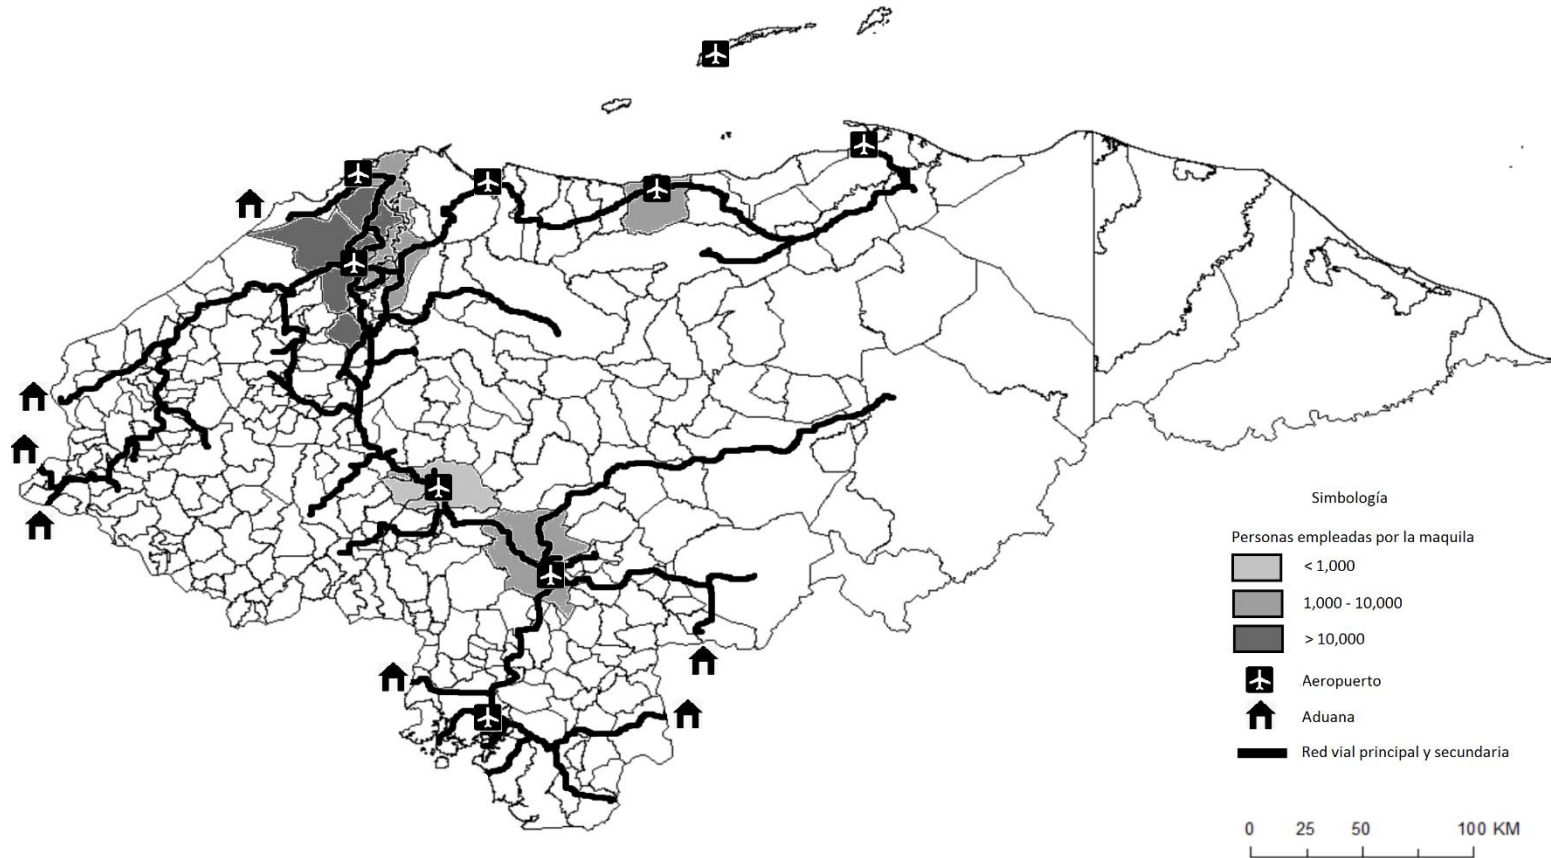 Simbología
Personas empleadas por la maquila
< 1,000
1,000 - 10,000
> 10,000
Aeropuerto
Aduana
Red vial principal y secundaria
0 25 50 100 KM